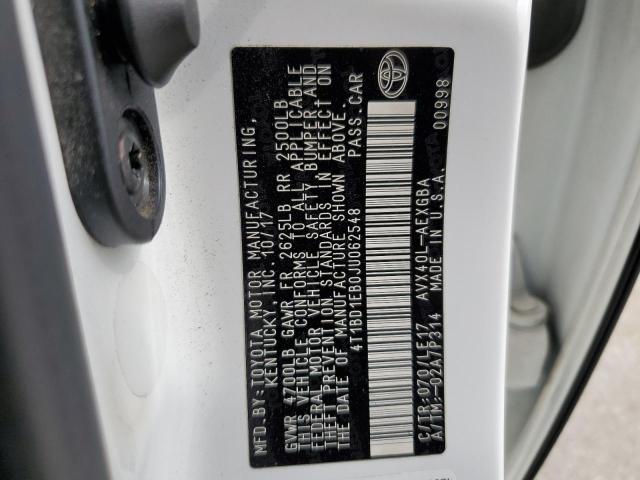 MFD. BY: TOYOTA MOTOR MANUFACTURING,
KENTUCKY, INC. 10/17
GVWR 4700LB GAWR FR 2625LB RR 2500LB
THIS VEHICLE CONFORMS TO ALL APPLICABLE
FEDERAL MOTOR VEHICLE SAFETY, BUMPER, AND
THEFT PREVENTION STANDARDS IN EFFECT ON
THE DATE OF MANUFACTURE SHOWN ABOVE.
4T1BD1EB0JU062548 PASS. CAR
C/TR: 070/LE17 AVX40L-AEXGBA
A/TM: -02A/P314 MADE IN U.S.A.
00998